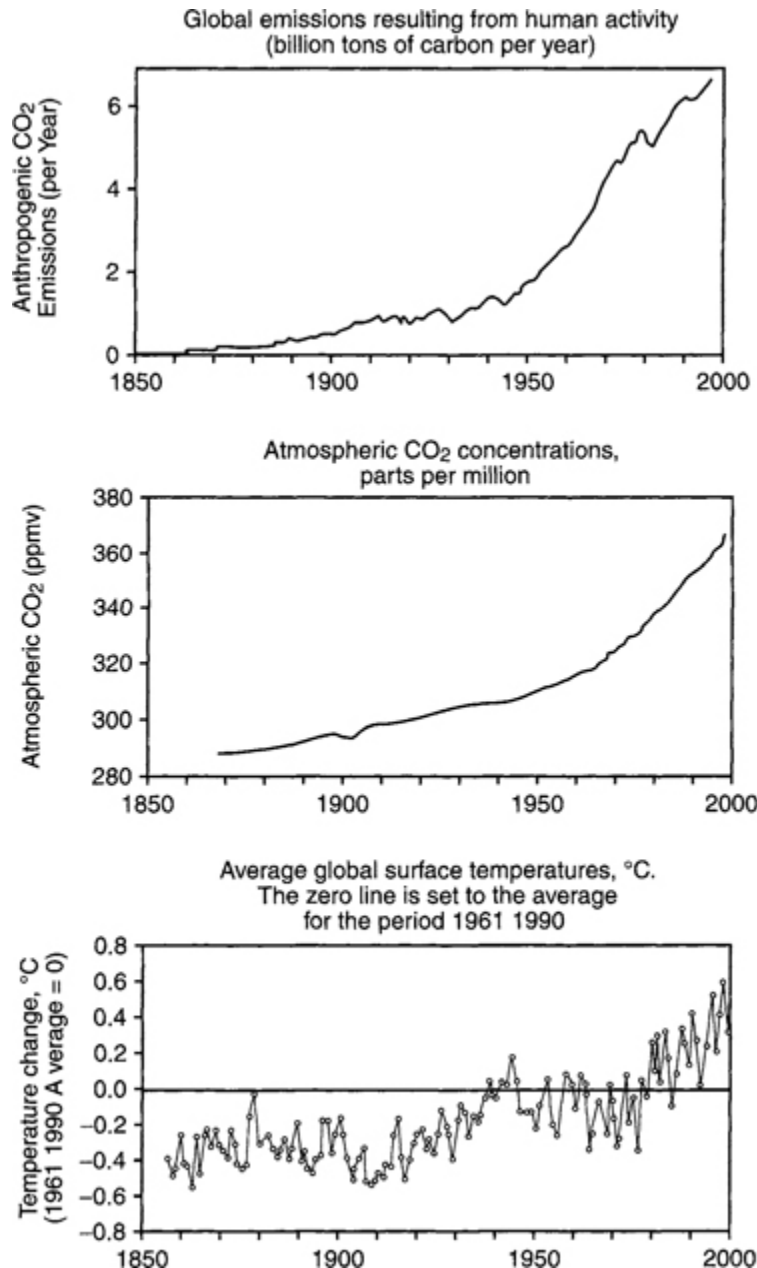 Global emissions resulting from human activity
(billion tons of carbon per year)
Anthropogenic CO2
Emissions (per Year)
6
4
2
0
1850
1900
1950
2000
Atmospheric CO2 concentrations,
parts per million
Atmospheric CO2 (ppmv)
380
360
340
320
300
280
1850
1900
1950
2000
Average global surface temperatures, °C.
The zero line is set to the average
for the period 1961 1990
Temperature change, °C
(1961 1990 A verage = 0)
0.8
0.6
0.4
0.2
0.0
−0.2
−0.4
−0.6
−0.8
1850
1900
1950
2000